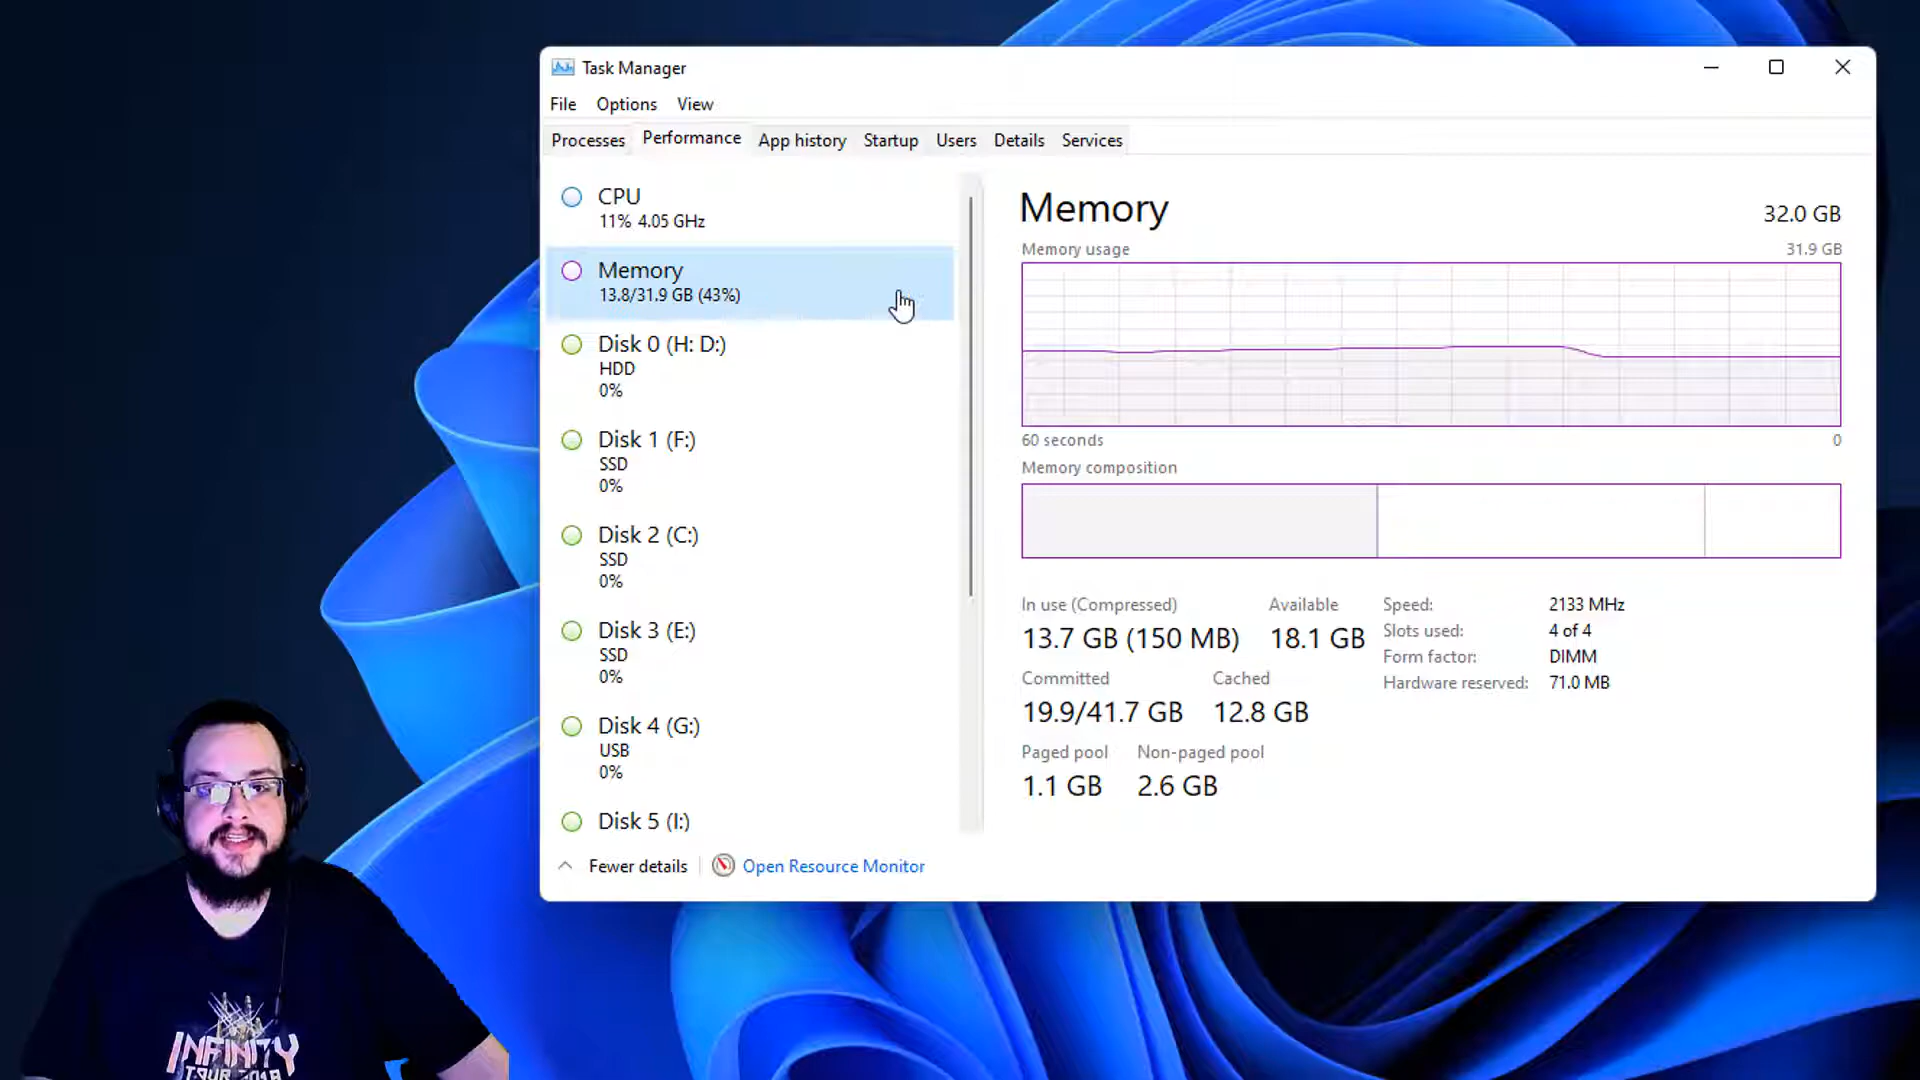 Task Manager
File Options View
Processes Performance App history Startup Users Details Services
CPU
11% 4.05 GHz
Memory
13.8/31.9 GB (43%)
Disk 0 (H: D:)
HDD
0%
Disk 1 (F:)
SSD
0%
Disk 2 (C:)
SSD
0%
Disk 3 (E:)
SSD
0%
Disk 4 (G:)
USB
0%
Disk 5 (I:)
Fewer details Open Resource Monitor
Memory 32.0 GB
Memory usage 31.9 GB
60 seconds 0
Memory composition
In use (Compressed) Available
13.7 GB (150 MB) 18.1 GB
Committed Cached
19.9/41.7 GB 12.8 GB
Paged pool Non-paged pool
1.1 GB 2.6 GB
Speed: 2133 MHz
Slots used: 4 of 4
Form factor: DIMM
Hardware reserved: 71.0 MB
INFINITY
TOUR 2018